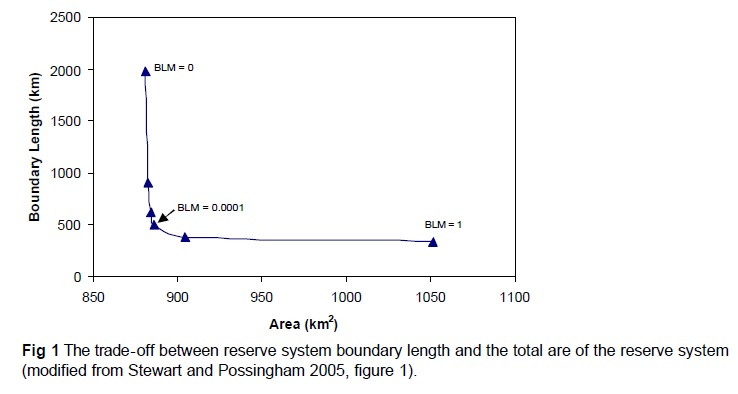 2500
2000
1500
1000
500
0
Boundary Length (km)
BLM = 0
BLM = 0.0001
BLM = 1
850 900 950 1000 1050 1100
Area (km²)
Fig 1 The trade-off between reserve system boundary length and the total are of the reserve system
(modified from Stewart and Possingham 2005, figure 1).